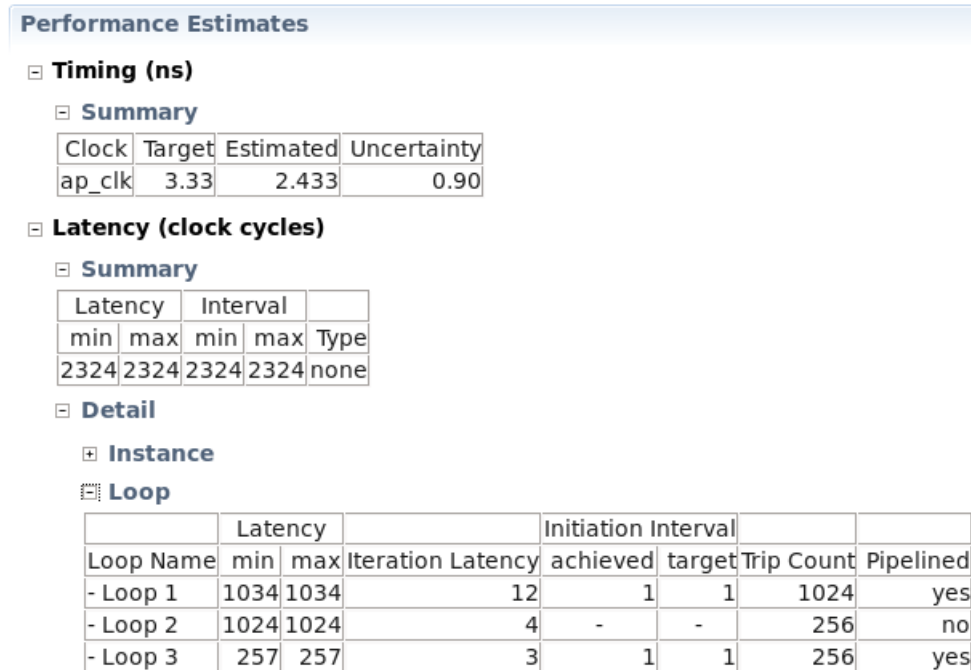 Performance Estimates
Timing (ns)
Summary
Clock Target Estimated Uncertainty
ap_clk 3.33 2.433 0.90
Latency (clock cycles)
Summary
Latency Interval
min max min max Type
2324 2324 2324 2324 none
Detail
Instance
Loop
Latency Initiation Interval
Loop Name min max Iteration Latency achieved target Trip Count Pipelined
- Loop 1 1034 1034 12 1 1 1024 yes
- Loop 2 1024 1024 4 - - 256 no
- Loop 3 257 257 3 1 1 256 yes